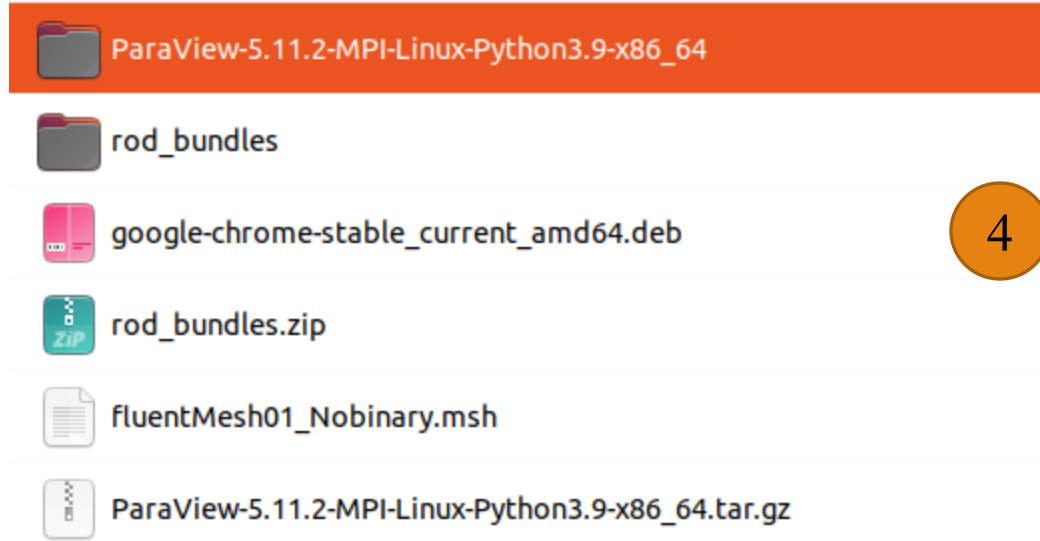 ParaView-5.11.2-MPI-Linux-Python3.9-x86_64
rod_bundles
google-chrome-stable_current_amd64.deb
4
ZiP
rod_bundles.zip
fluentMesh01_Nobinary.msh
ParaView-5.11.2-MPI-Linux-Python3.9-x86_64.tar.gz